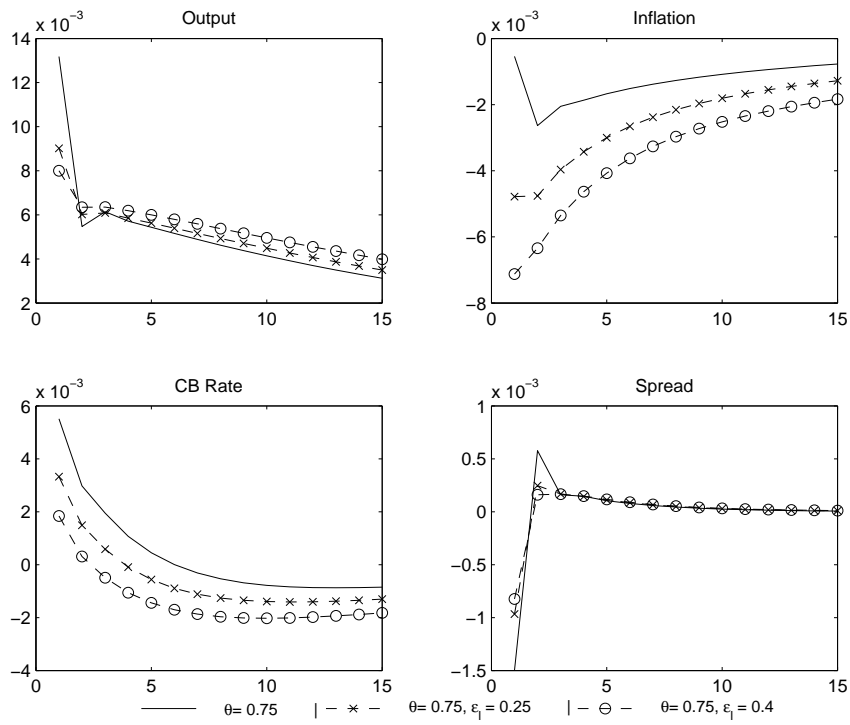 Output
x 10⁻³
14
12
10
8
6
4
2
0 5 10 15
Inflation
x 10⁻³
0
−2
−4
−6
−8
0 5 10 15
CB Rate
x 10⁻³
6
4
2
0
−2
−4
0 5 10 15
Spread
x 10⁻³
1
0.5
0
−0.5
−1
−1.5
0 5 10 15
θ= 0.75 θ= 0.75, εₗ = 0.25 θ= 0.75, εₗ = 0.4